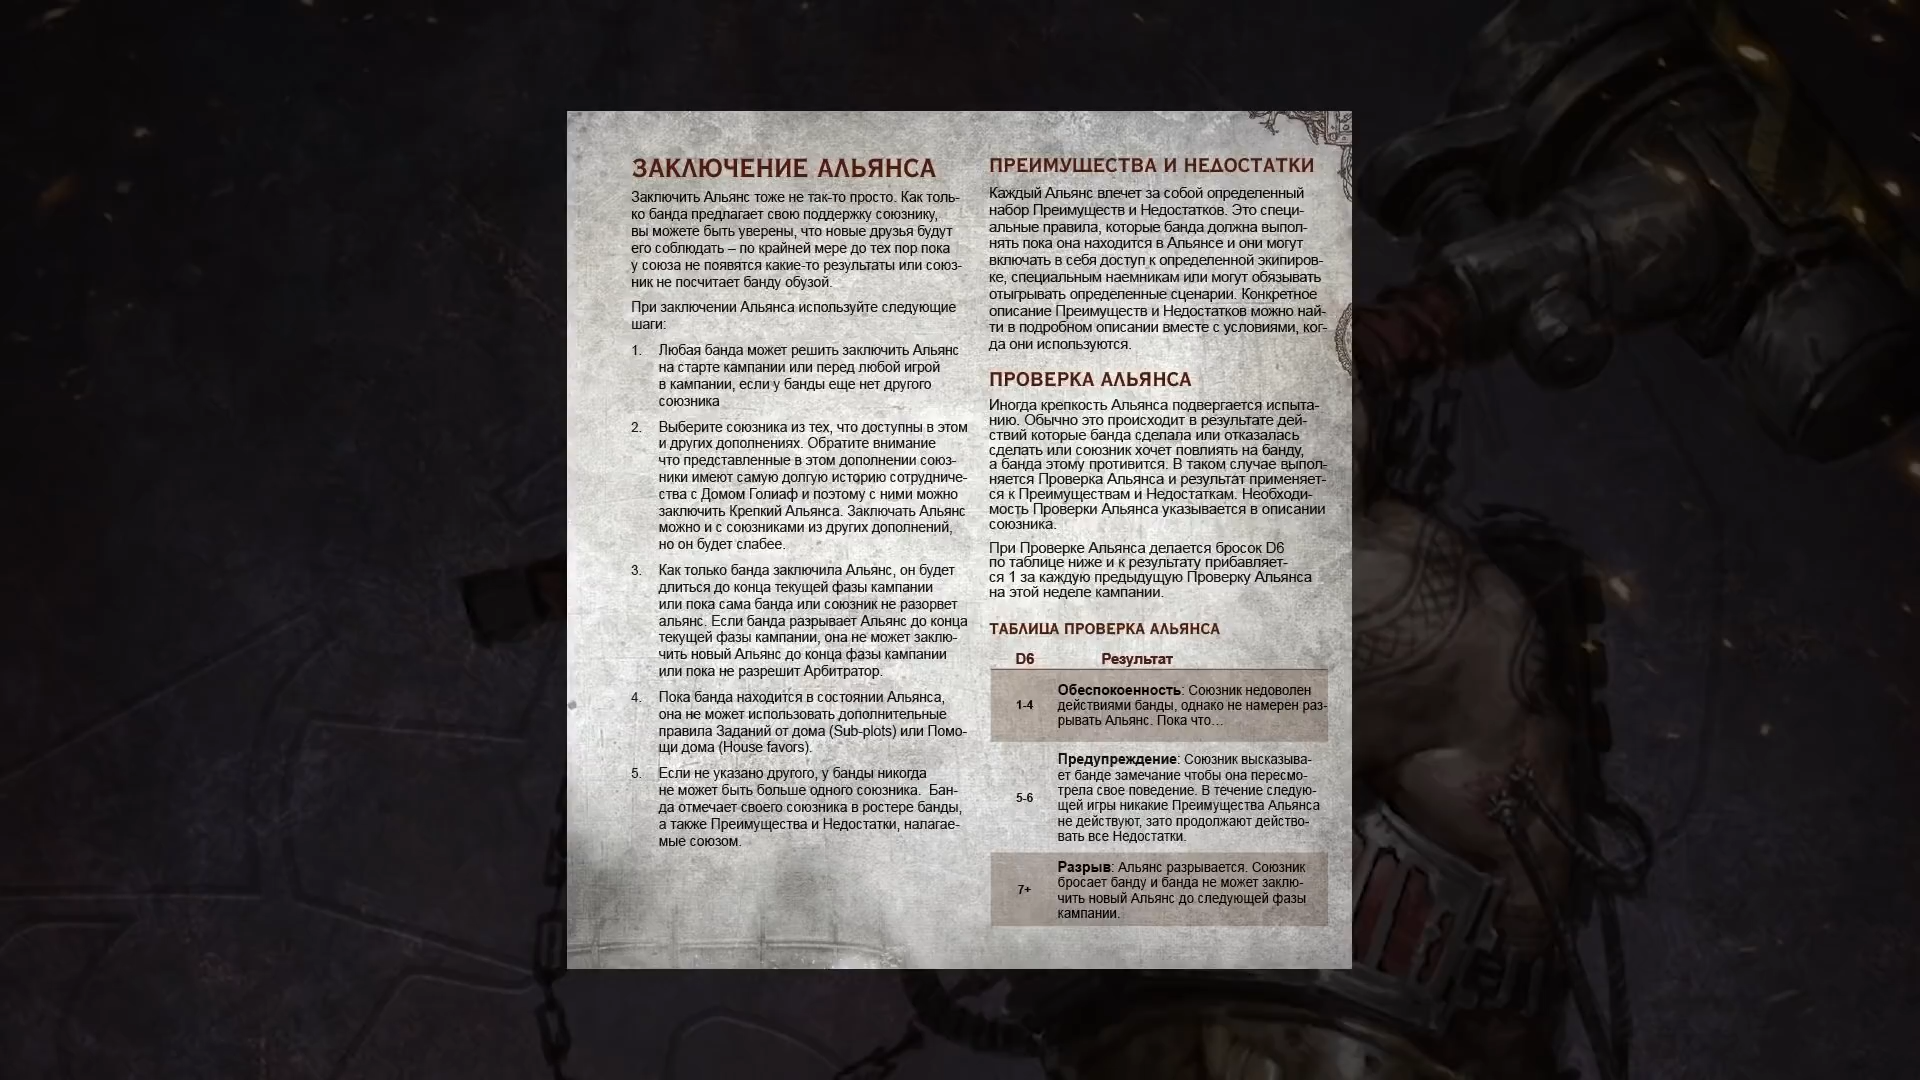 ЗАКЛЮЧЕНИЕ АЛЬЯНСА
Заключить Альянс тоже не так-то просто. Как толь-
ко банда предлагает свою поддержку союзнику,
вы можете быть уверены, что новые друзья будут
его соблюдать – по крайней мере до тех пор пока
у союза не появятся какие-то результаты или союз-
ник не посчитает банду обузой.
При заключении Альянса используйте следующие
шаги:
1. Любая банда может решить заключить Альянс
на старте кампании или перед любой игрой
в кампании, если у банды еще нет другого
союзника
2. Выберите союзника из тех, что доступны в этом
и других дополнениях. Обратите внимание
что представленные в этом дополнении союз-
ники имеют самую долгую историю сотрудниче-
ства с Домом Голиаф и поэтому с ними можно
заключить Крепкий Альянса. Заключать Альянс
можно и с союзниками из других дополнений,
но он будет слабее.
3. Как только банда заключила Альянс, он будет
длиться до конца текущей фазы кампании
или пока сама банда или союзник не разорвет
альянс. Если банда разрывает Альянс до конца
текущей фазы кампании, она не может заклю-
чить новый Альянс до конца фазы кампании
или пока не разрешит Арбитратор.
4. Пока банда находится в состоянии Альянса,
она не может использовать дополнительные
правила Заданий от дома (Sub-plots) или Помо-
щи дома (House favors).
5. Если не указано другого, у банды никогда
не может быть больше одного союзника. Бан-
да отмечает своего союзника в ростере банды,
а также Преимущества и Недостатки, налагае-
мые союзом.
ПРЕИМУЩЕСТВА И НЕДОСТАТКИ
Каждый Альянс влечет за собой определенный
набор Преимуществ и Недостатков. Это специ-
альные правила, которые банда должна выпол-
нять пока она находится в Альянсе и они могут
включать в себя доступ к определенной экипиров-
ке, специальным наемникам или могут обязывать
отыгрывать определенные сценарии. Конкретное
описание Преимуществ и Недостатков можно най-
ти в подробном описании вместе с условиями, ког-
да они используются.
ПРОВЕРКА АЛЬЯНСА
Иногда крепкость Альянса подвергается испыта-
нию. Обычно это происходит в результате дей-
ствий которые банда сделала или отказалась
сделать или союзник хочет повлиять на банду,
а банда этому противится. В таком случае выпол-
няется Проверка Альянса и результат применяет-
ся к Преимуществам и Недостаткам. Необходи-
мость Проверки Альянса указывается в описании
союзника.
При Проверке Альянса делается бросок D6
по таблице ниже и к результату прибавляет-
ся 1 за каждую предыдущую Проверку Альянса
на этой неделе кампании.
ТАБЛИЦА ПРОВЕРКА АЛЬЯНСА
D6 Результат
1-4 Обеспокоенность: Союзник недоволен
действиями банды, однако не намерен раз-
рывать Альянс. Пока что...
5-6 Предупреждение: Союзник высказыва-
ет банде замечание чтобы она пересмо-
трела свое поведение. В течение следую-
щей игры никакие Преимущества Альянса
не действуют, зато продолжают действо-
вать все Недостатки.
7+ Разрыв: Альянс разрывается. Союзник
бросает банду и банда не может заклю-
чить новый Альянс до следующей фазы
кампании.